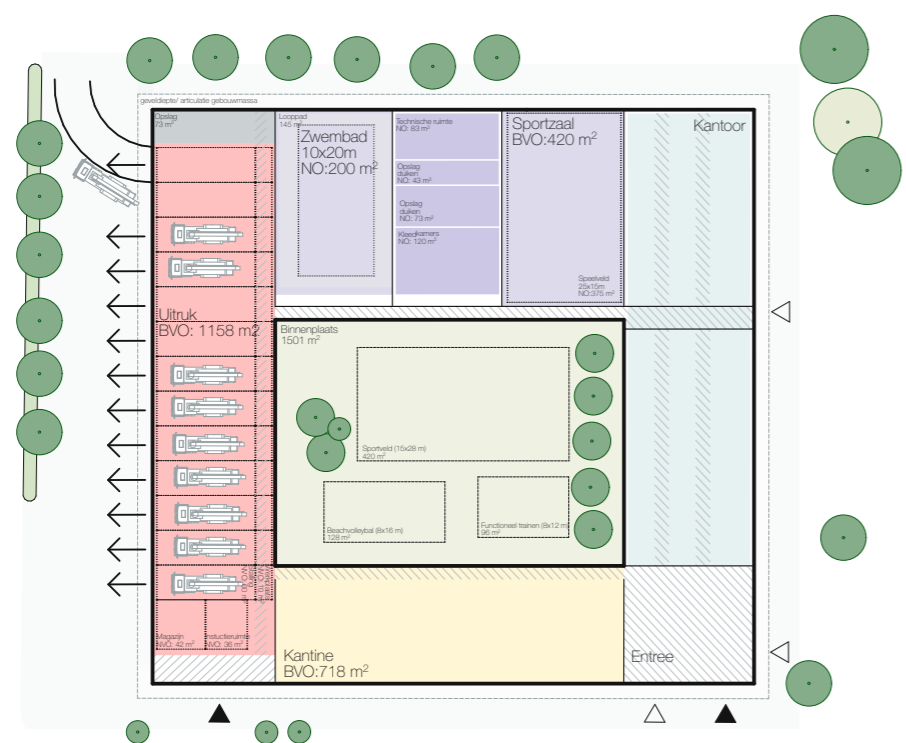 geveldiepte/ articulatie gebouwmassa
Opslag
73 m²
Looppad
145 m²
Zwembad
10x20m
NO:200 m²
Technische ruimte
NO: 83 m²
Opslag
duiken
NO: 43 m²
Opslag
duiken
NO: 73 m²
Kleedkamers
NO: 120 m²
Sportzaal
BVO:420 m²
Speelveld
25x15m
NO:375 m²
Kantoor
Uitruk
BVO: 1158 m²
Binnenplaats
1501 m²
Sportveld (15x28 m)
420 m²
Beachvolleybal (8x16 m)
128 m²
Functioneel trainen (8x12 m)
96 m²
Magazijn
NVO: 42 m²
Instuctieruimte
NVO: 36 m²
Kantine
BVO:718 m²
Entree